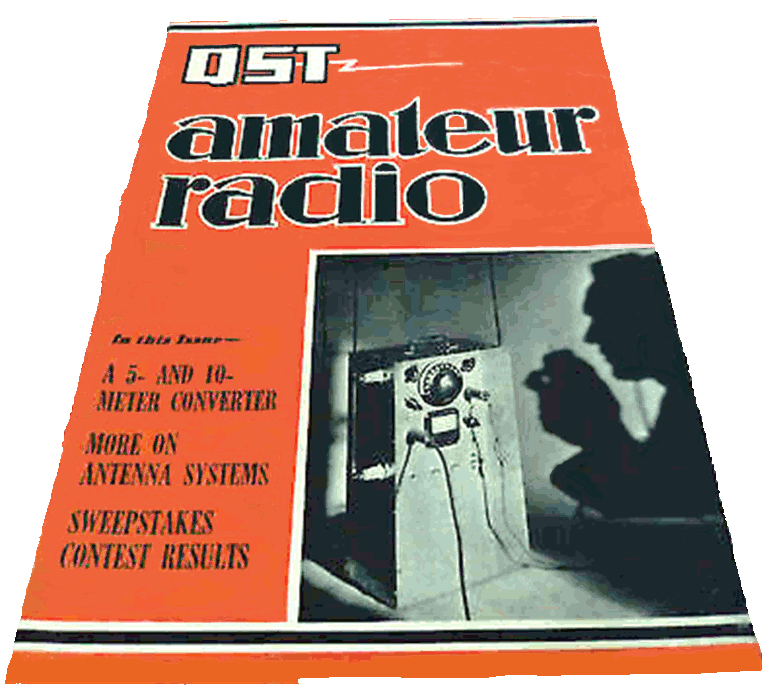 QST
amateur
radio
In this Issue—
A 5- AND 10-
METER CONVERTER
MORE ON
ANTENNA SYSTEMS
SWEEPSTAKES
CONTEST RESULTS